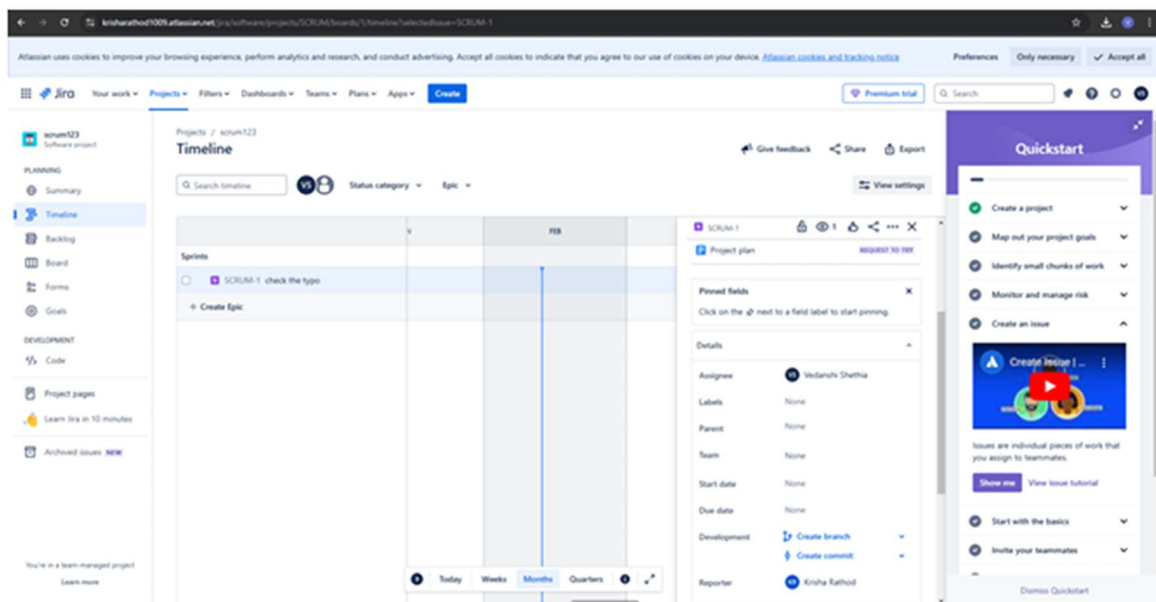 krisharathod1009.atlassian.net/jira/software/projects/SCRUM/boards/1/timeline?selectedIssue=SCRUM-1
Atlassian uses cookies to improve your browsing experience, perform analytics and research, and conduct advertising. Accept all cookies to indicate that you agree to our use of cookies on your device. Atlassian cookies and tracking notice
Preferences Only necessary Accept all
Jira Your work Projects Filters Dashboards Teams Plans Apps Create Premium trial Search VS
scrum123
Software project
PLANNING
Summary
Timeline
Backlog
Board
Forms
Goals
DEVELOPMENT
Code
Project pages
Learn Jira in 10 minutes
Archived issues NEW
You're in a team-managed project
Learn more
Projects / scrum123
Timeline
Give feedback Share Export
Search timeline VS Status category Epic View settings
FEB
Sprints
SCRUM-1 check the typo
+ Create Epic
Today Weeks Months Quarters
SCRUM-1 1
Project plan REQUEST TO TRY
Pinned fields
Click on the next to a field label to start pinning.
Details
Assignee VS Vedanshi Shethia
Labels None
Parent None
Team None
Start date None
Due date None
Development Create branch
Create commit
Reporter KR Krisha Rathod
Quickstart
Create a project
Map out your project goals
Identify small chunks of work
Monitor and manage risk
Create an issue
Create Issue | ...
Issues are individual pieces of work that
you assign to teammates.
Show me View issue tutorial
Start with the basics
Invite your teammates
Dismiss Quickstart